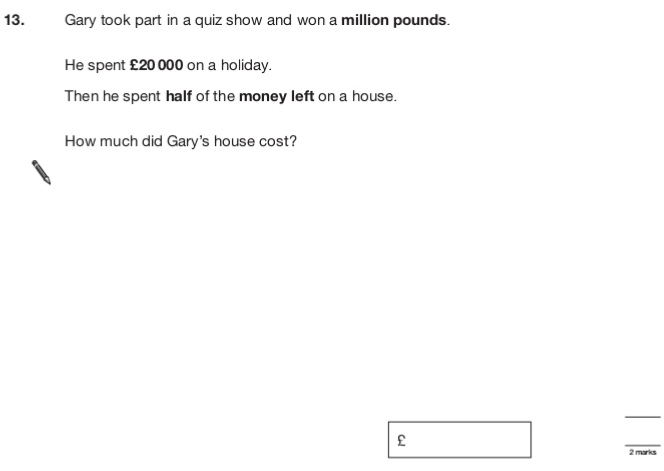 13. Gary took part in a quiz show and won a million pounds.
He spent £20 000 on a holiday.
Then he spent half of the money left on a house.
How much did Gary's house cost?
£
2 marks